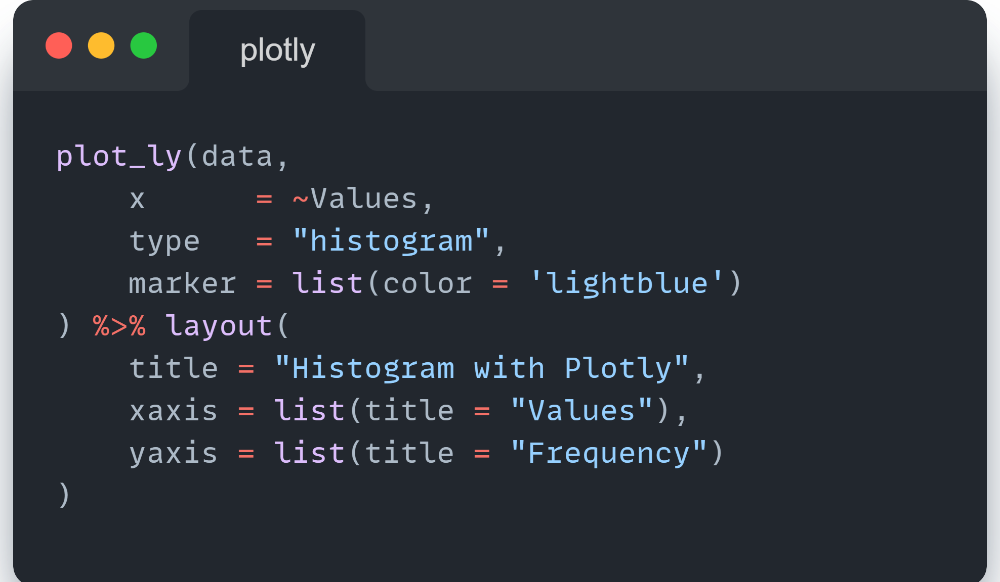 plotly
plot_ly(data,
    x      = ~Values,
    type   = "histogram",
    marker = list(color = 'lightblue')
) %>% layout(
    title = "Histogram with Plotly",
    xaxis = list(title = "Values"),
    yaxis = list(title = "Frequency")
)